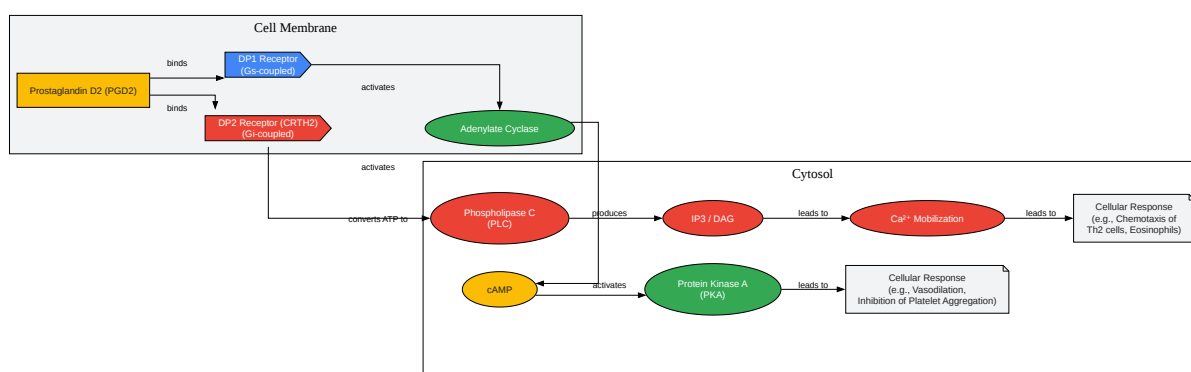 Cell Membrane
binds
DP1 Receptor
(Gs-coupled)
Prostaglandin D2 (PGD2)
activates
binds
DP2 Receptor (CRTH2)
(Gi-coupled)
Adenylate Cyclase
activates
Cytosol
converts ATP to
Phospholipase C
(PLC)
produces
IP3 / DAG
leads to
Ca²⁺ Mobilization
leads to
Cellular Response
(e.g., Chemotaxis of
Th2 cells, Eosinophils)
cAMP
activates
Protein Kinase A
(PKA)
leads to
Cellular Response
(e.g., Vasodilation,
Inhibition of Platelet Aggregation)